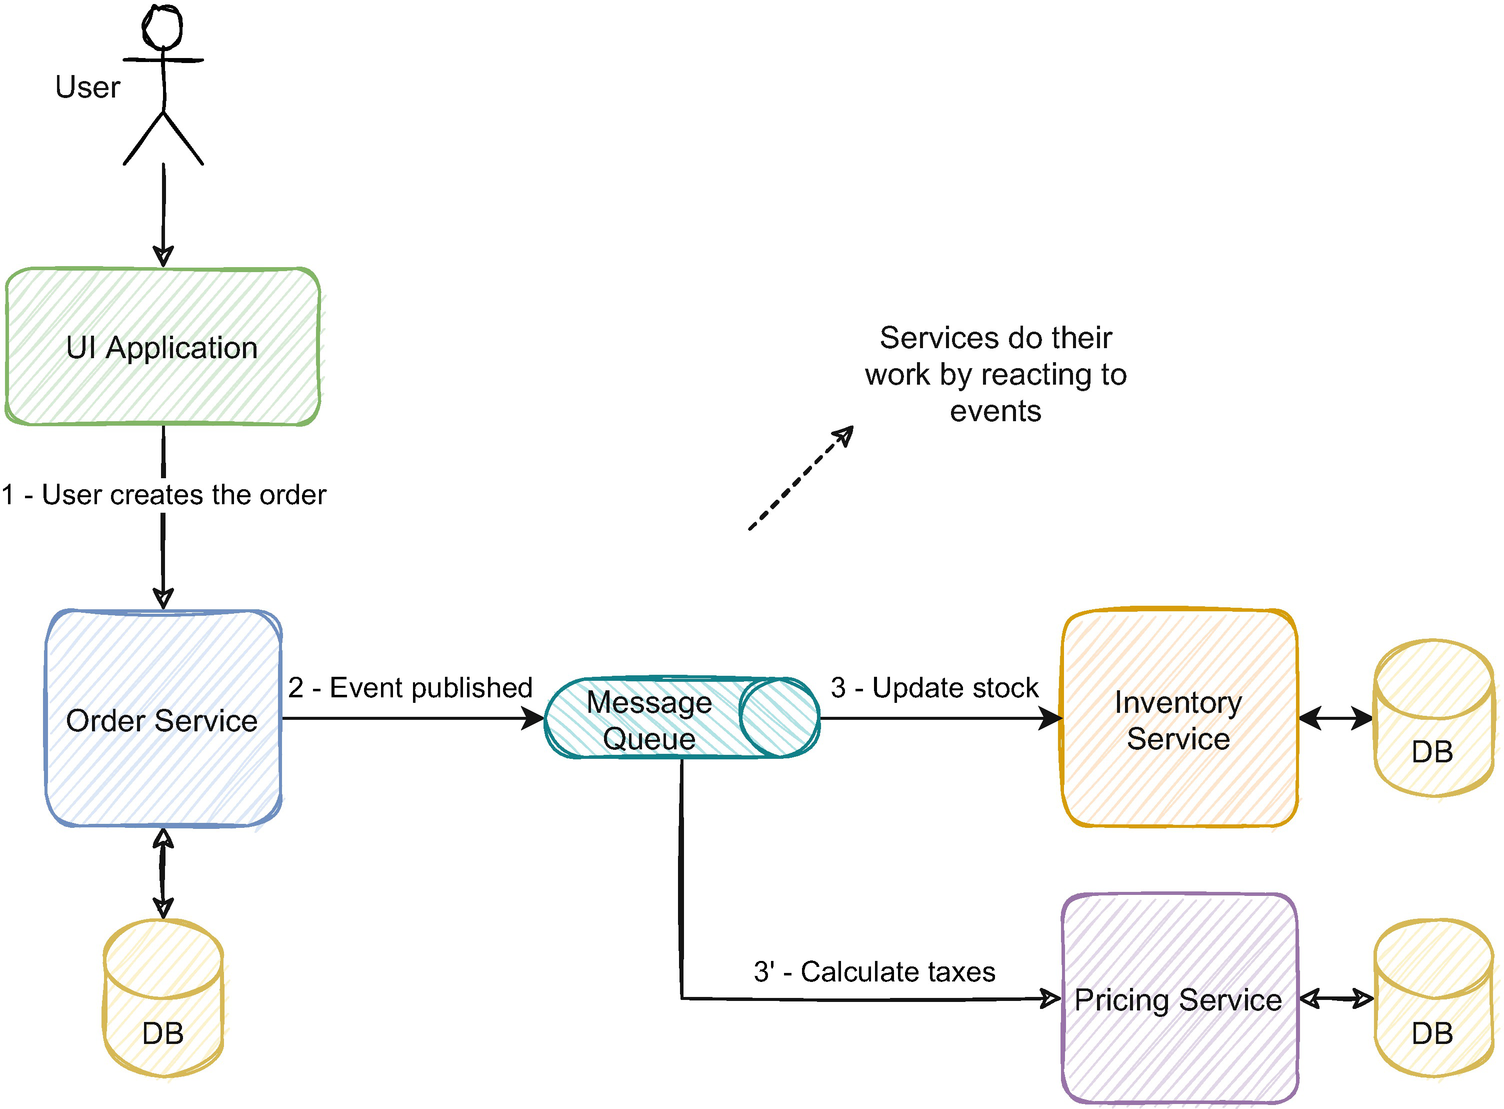 User
UI Application
Services do their
work by reacting to
events
1 - User creates the order
Order Service
2 - Event published
Message
Queue
3 - Update stock
Inventory
Service
DB
3' - Calculate taxes
Pricing Service
DB
DB